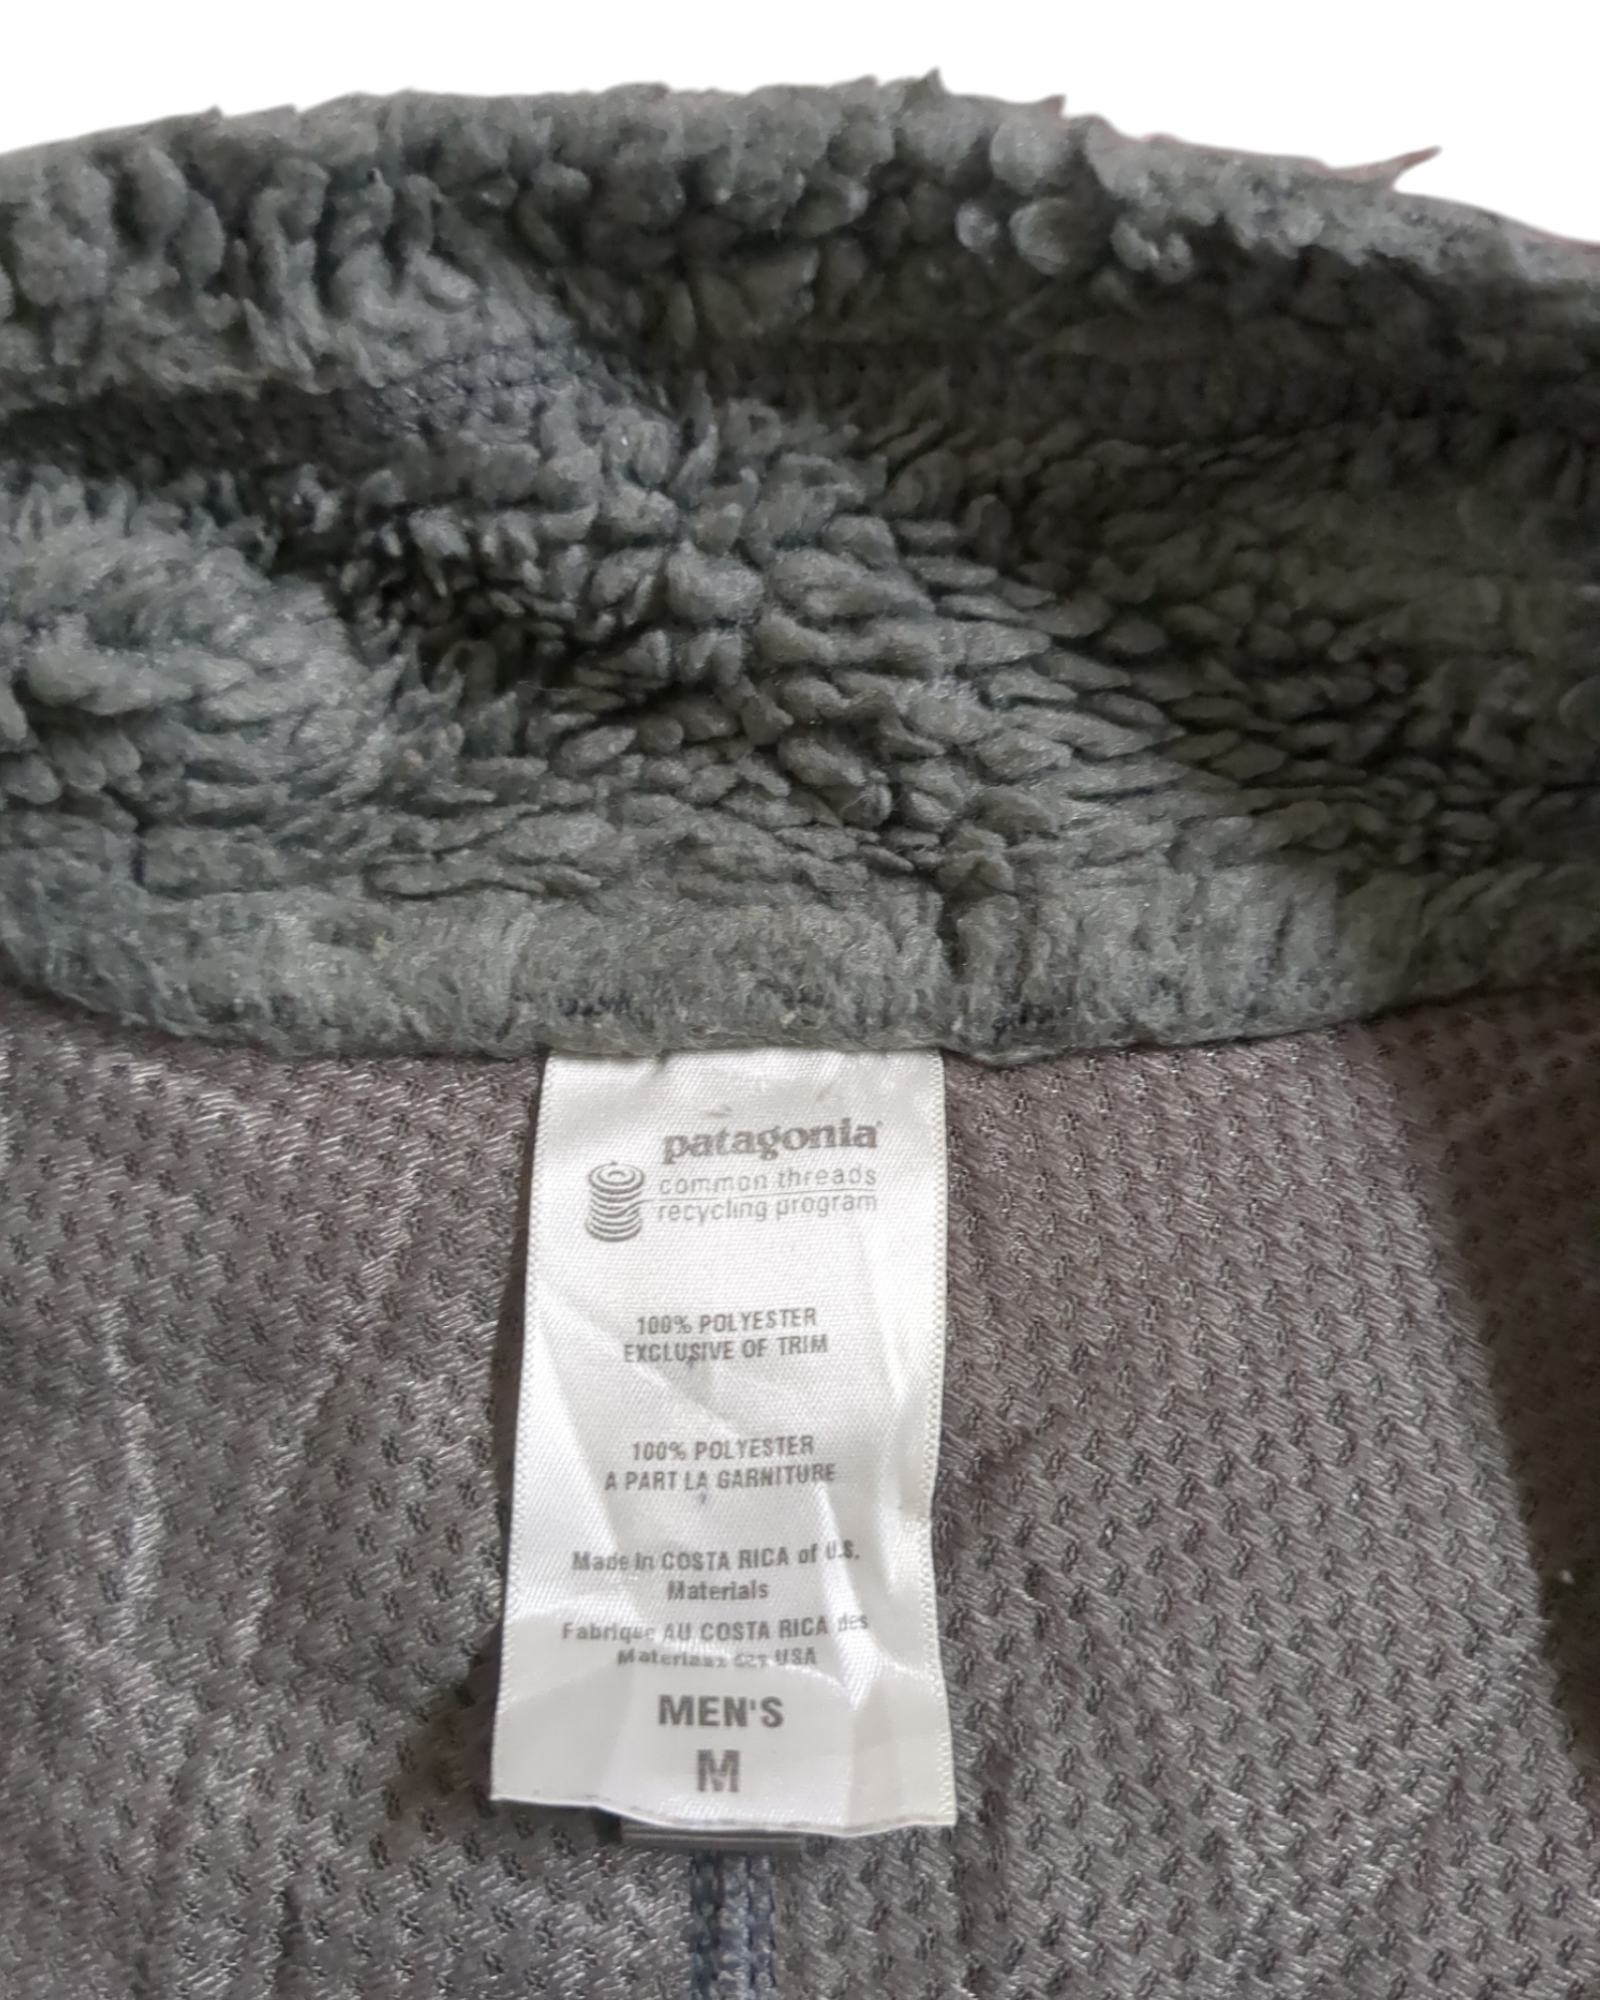 patagonia
common threads
recycling program
100% POLYESTER
EXCLUSIVE OF TRIM
100% POLYESTER
A PART LA GARNITURE
Made In COSTA RICA of U.S.
Materials
Fabrique AU COSTA RICA des
USA
MEN'S
M